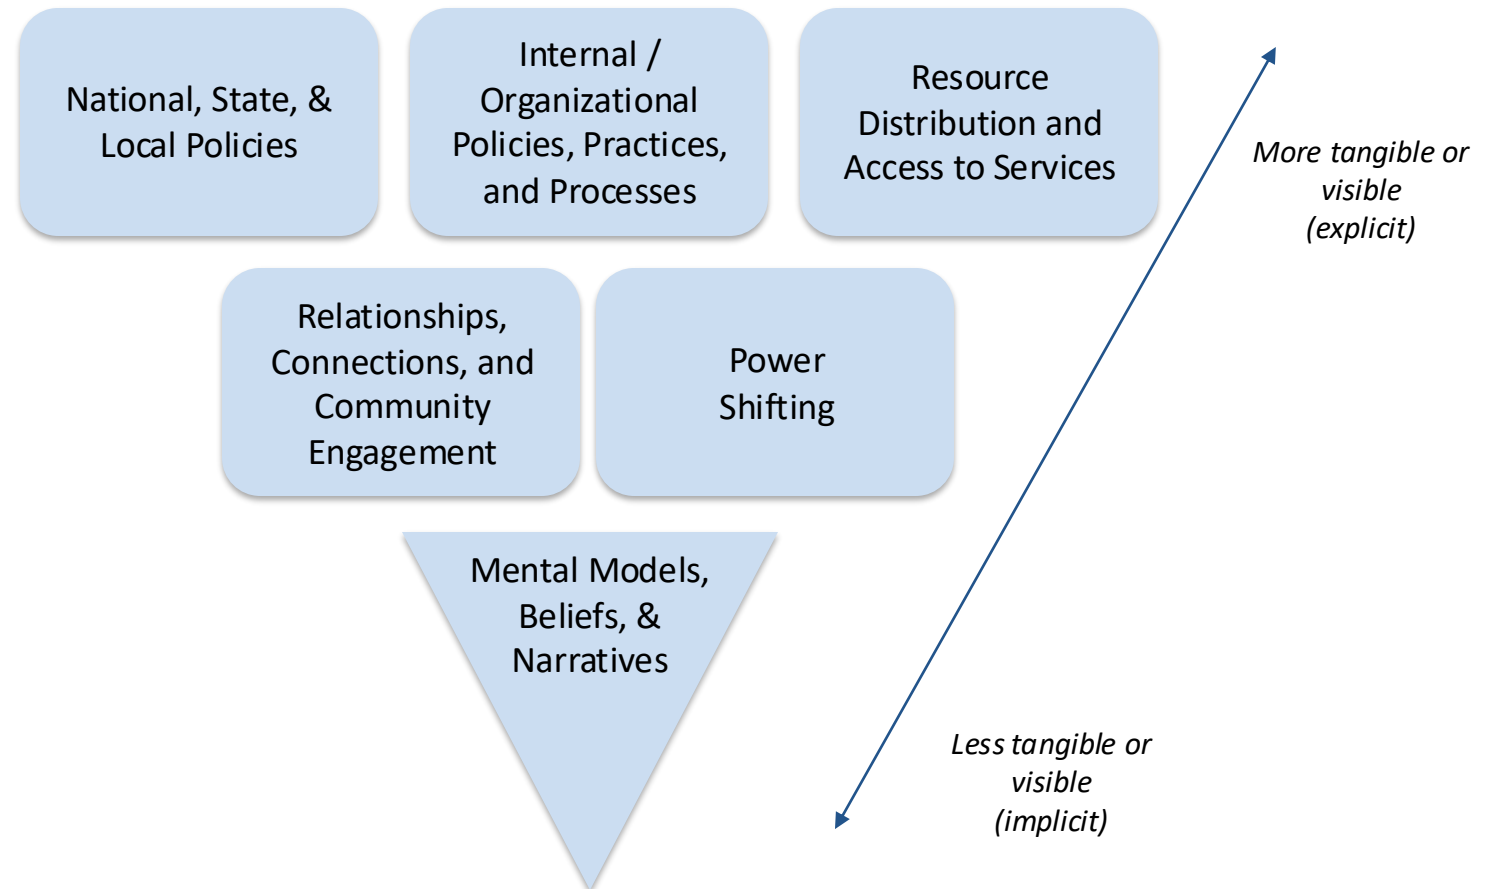 National, State, &
Local Policies
Internal /
Organizational
Policies, Practices,
and Processes
Resource
Distribution and
Access to Services
More tangible or
visible
(explicit)
Relationships,
Connections, and
Community
Engagement
Power
Shifting
Mental Models,
Beliefs, &
Narratives
Less tangible or
visible
(implicit)